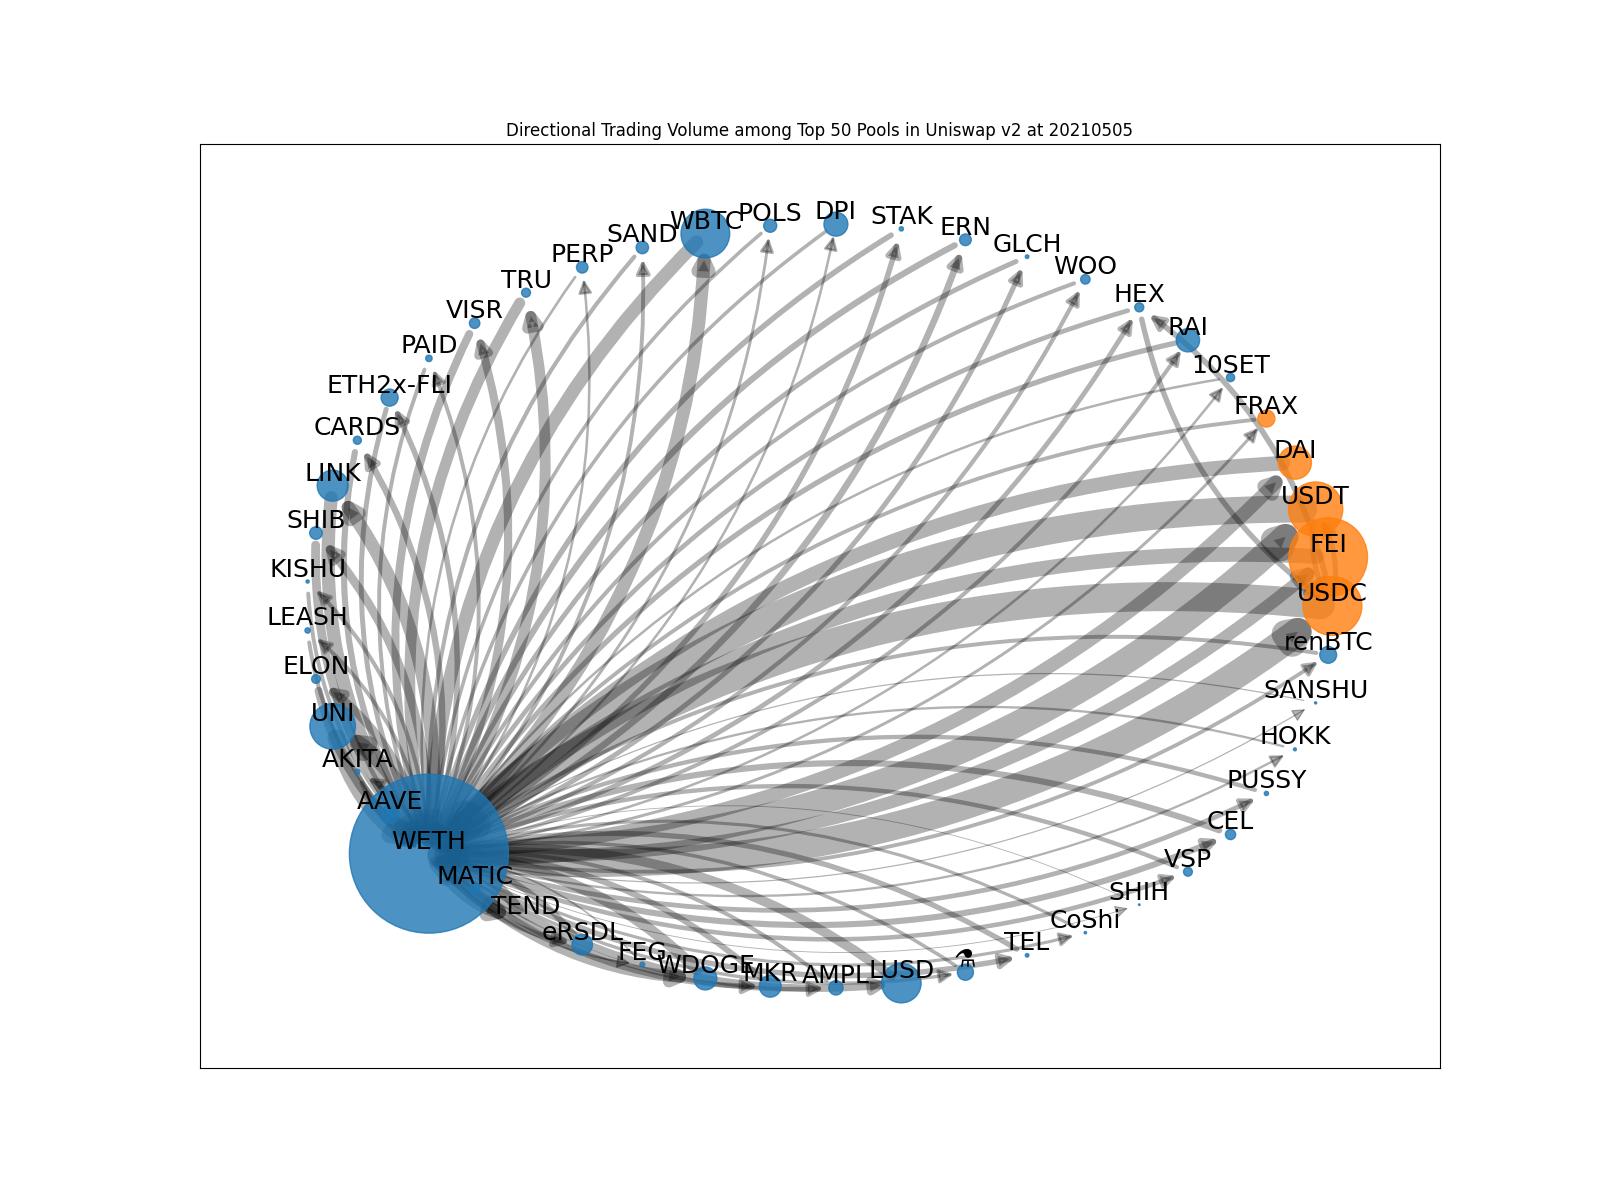 Directional Trading Volume among Top 50 Pools in Uniswap v2 at 20210505
WBTC
POLS
DPI
STAK
ERN
SAND
GLCH
PERP
WOO
TRU
HEX
VISR
RAI
PAID
10SET
ETH2x-FLI
FRAX
CARDS
DAI
LINK
USDT
SHIB
FEI
KISHU
USDC
LEASH
renBTC
ELON
SANSHU
UNI
HOKK
AKITA
PUSSY
AAVE
CEL
WETH
VSP
MATIC
SHIH
TEND
CoShi
eRSDL
TEL
FEG
⚗
WDOGE
MKR
AMPL
LUSD